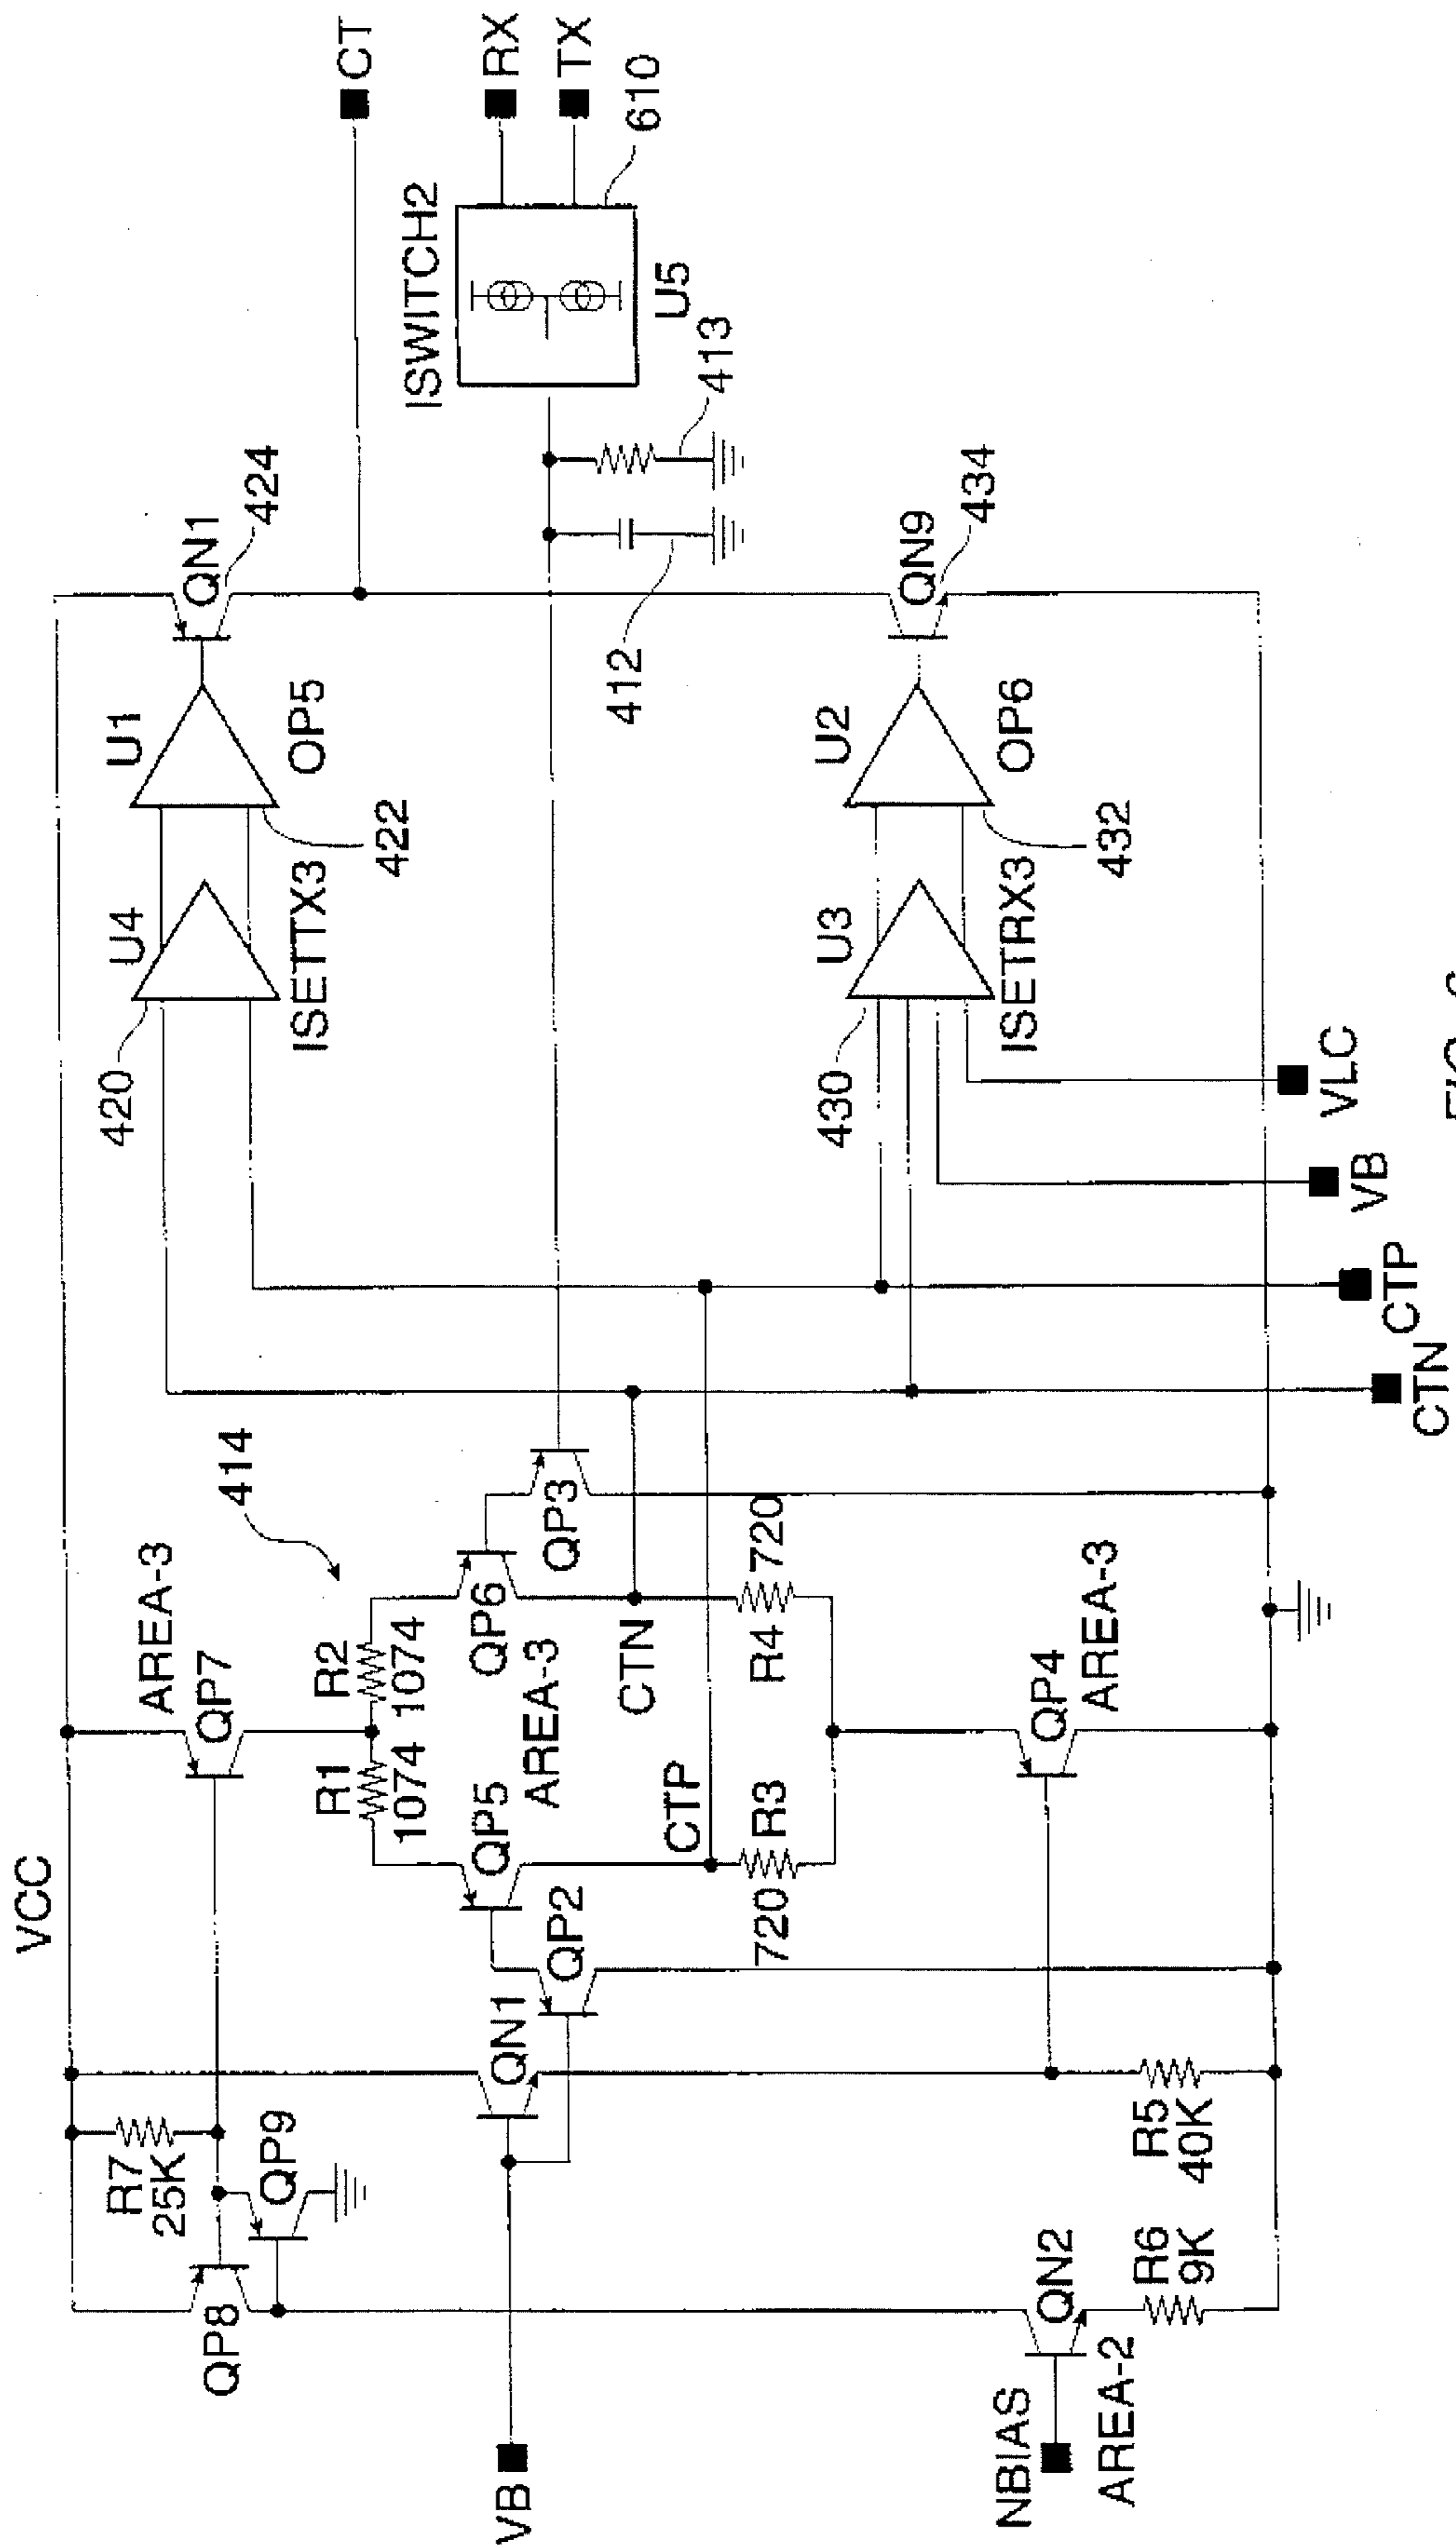 VCC
AREA-3
QP7
414
R7
25K
QP9
QP8
R1
1074
R2
1074
QP5
QP6
AREA-3
QP3
QN1
QP2
VB
CTP
CTN
720
R3
R4
720
QP4
AREA-3
NBIAS
QN2
AREA-2
R6
9K
R5
40K
420
U4
ISETTX3
U1
OP5
422
QN1
424
CT
ISWITCH2
RX
TX
610
U5
412
413
430
U3
ISETRX3
U2
OP6
432
QN9
434
CTN
CTP
VB
VLC